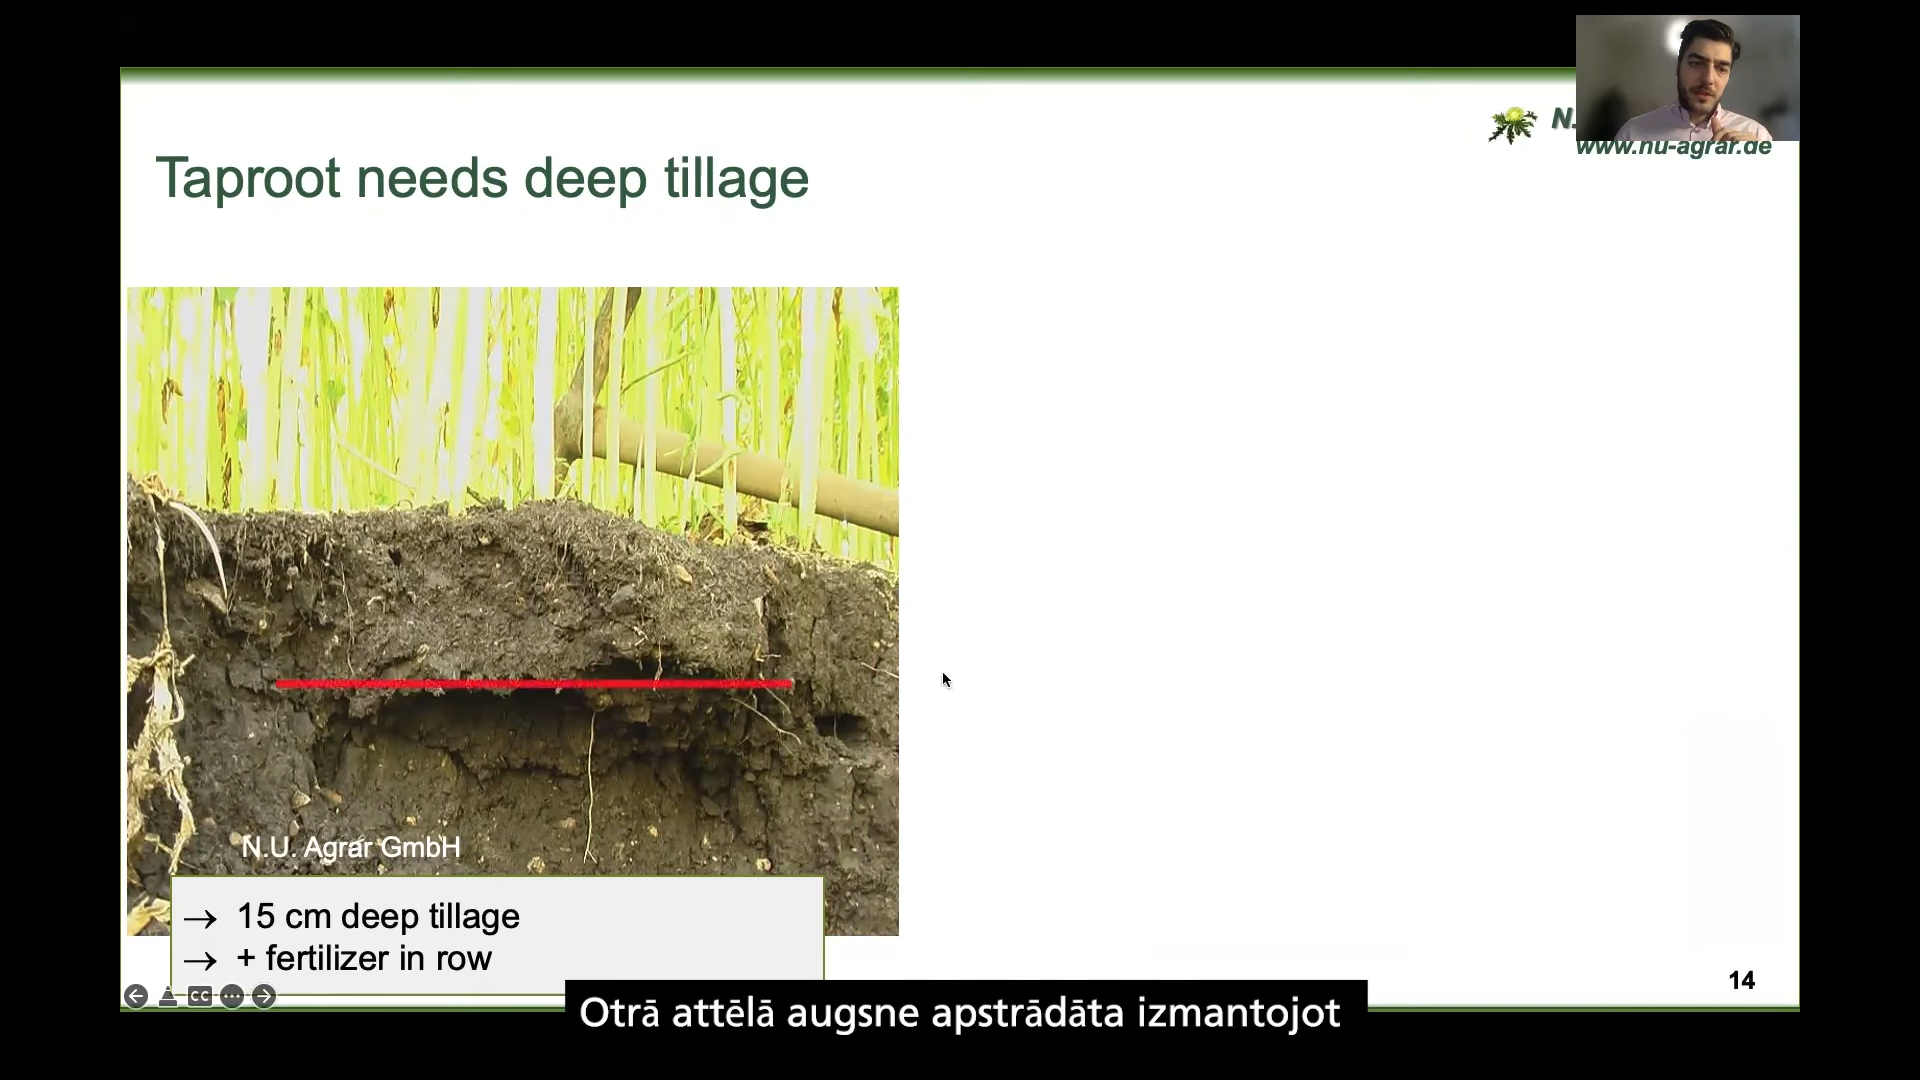 N.
www.nu-agrar.de
Taproot needs deep tillage
N.U. Agrar GmbH
→ 15 cm deep tillage
→ + fertilizer in row
CC
14
Otrā attēlā augsne apstrādāta izmantojot